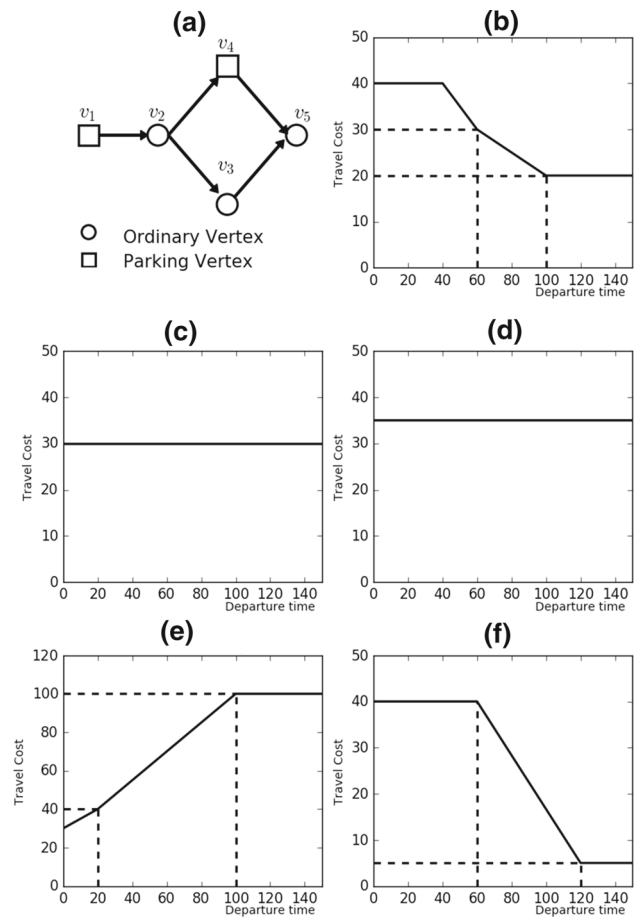 (a)
v1
v2
v4
v3
v5
Ordinary Vertex
Parking Vertex
(b)
50
40
30
20
10
0
Travel Cost
0 20 40 60 80 100 120 140
Departure time
(c)
50
40
30
20
10
0
Travel Cost
0 20 40 60 80 100 120 140
Departure time
(d)
50
40
30
20
10
0
Travel Cost
0 20 40 60 80 100 120 140
Departure time
(e)
120
100
80
60
40
20
0
Travel Cost
0 20 40 60 80 100 120 140
Departure time
(f)
50
40
30
20
10
0
Travel Cost
0 20 40 60 80 100 120 140
Departure time